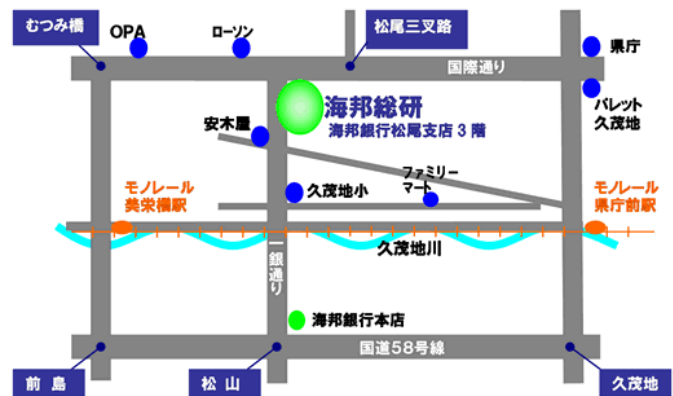 むつみ橋
OPA
ローソン
松尾三叉路
県庁
国際通り
海邦総研
海邦銀行松尾支店3階
パレット
久茂地
安木屋
ファミリー
マート
モノレール
美栄橋駅
久茂地小
モノレール
県庁前駅
久茂地川
一銀通り
海邦銀行本店
国道58号線
前島
松山
久茂地